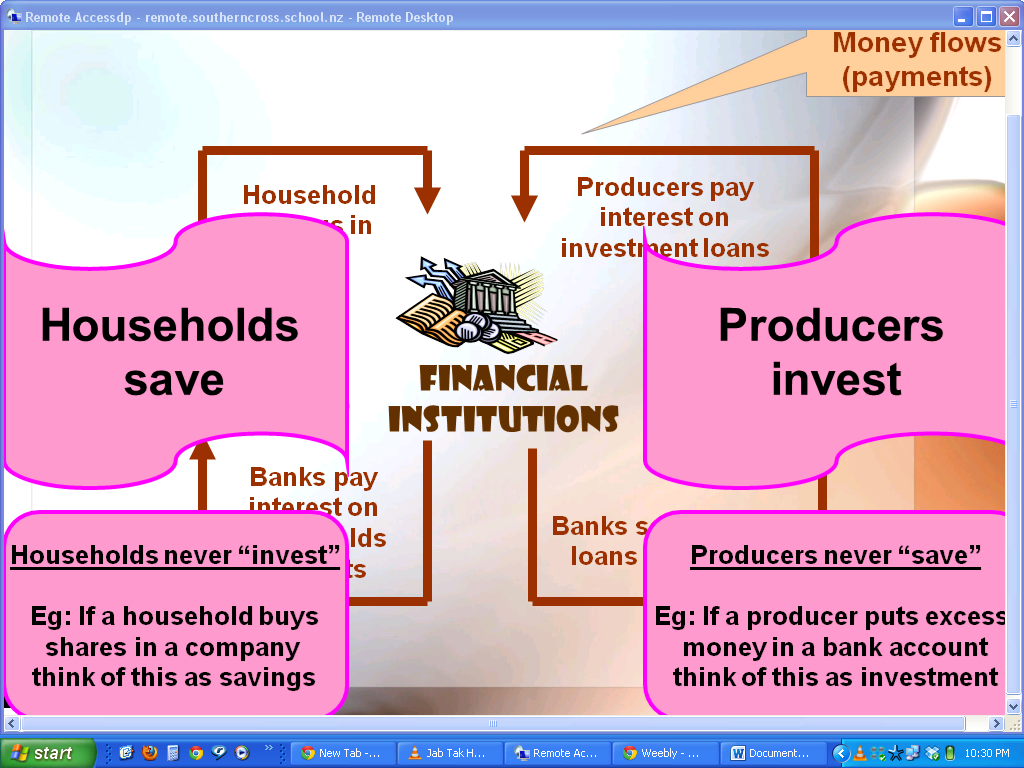 Remote Accessdp - remote.southerncross.school.nz - Remote Desktop
Money flows
(payments)
Household
in
Producers pay
interest on
investment loans
Households
save
Producers
invest
FINANCIAL
INSTITUTIONS
Banks pay
interest on
Banks
loans
Households never “invest”
Eg: If a household buys
shares in a company
think of this as savings
Producers never “save”
Eg: If a producer puts excess
money in a bank account
think of this as investment
start
New Tab -...
Jab Tak H...
Remote Ac...
Weebly - ...
Document...
10:30 PM